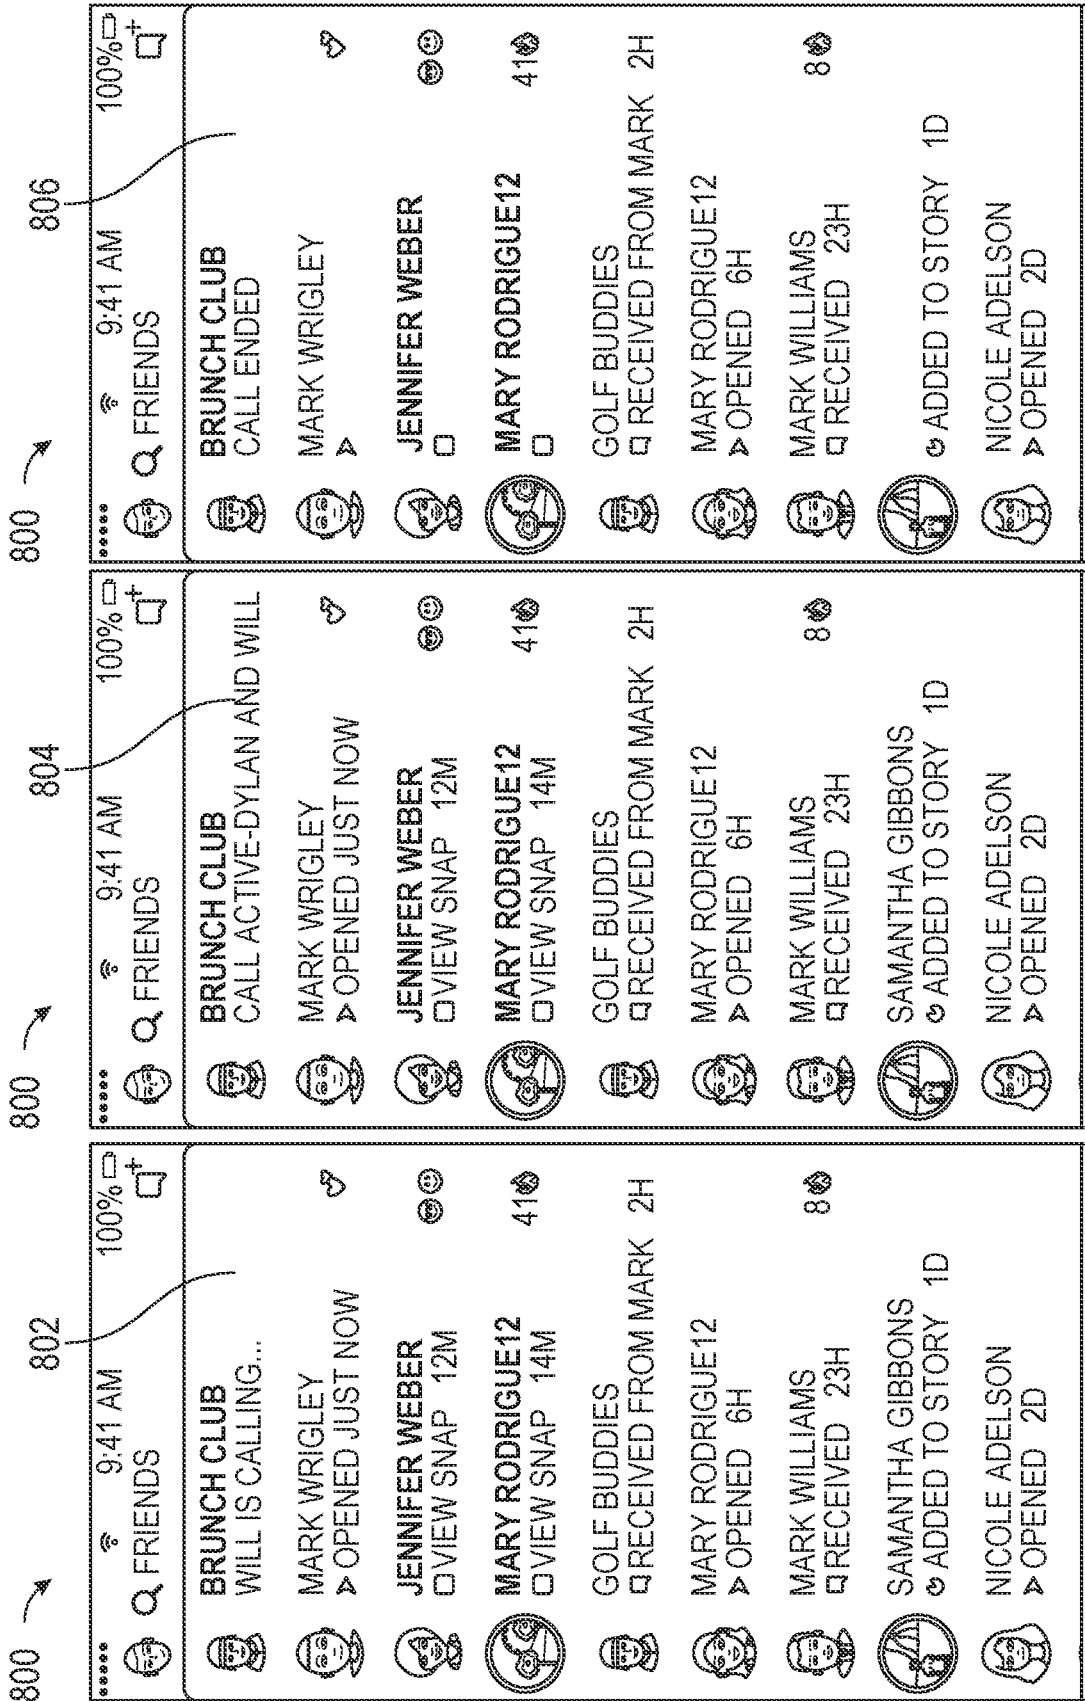 800
802
9:41 AM 100%
FRIENDS
BRUNCH CLUB
WILL IS CALLING...
MARK WRIGLEY
OPENED JUST NOW
JENNIFER WEBER
VIEW SNAP 12M
MARY RODRIGUE12
VIEW SNAP 14M
41
GOLF BUDDIES
RECEIVED FROM MARK 2H
MARY RODRIGUE12
OPENED 6H
MARK WILLIAMS
RECEIVED 23H
8
SAMANTHA GIBBONS
ADDED TO STORY 1D
NICOLE ADELSON
OPENED 2D
800
804
9:41 AM 100%
FRIENDS
BRUNCH CLUB
CALL ACTIVE-DYLAN AND WILL
MARK WRIGLEY
OPENED JUST NOW
JENNIFER WEBER
VIEW SNAP 12M
MARY RODRIGUE12
VIEW SNAP 14M
41
GOLF BUDDIES
RECEIVED FROM MARK 2H
MARY RODRIGUE12
OPENED 6H
MARK WILLIAMS
RECEIVED 23H
8
SAMANTHA GIBBONS
ADDED TO STORY 1D
NICOLE ADELSON
OPENED 2D
800
806
9:41 AM 100%
FRIENDS
BRUNCH CLUB
CALL ENDED
MARK WRIGLEY
JENNIFER WEBER
MARY RODRIGUE12
41
GOLF BUDDIES
RECEIVED FROM MARK 2H
MARY RODRIGUE12
OPENED 6H
MARK WILLIAMS
RECEIVED 23H
8
ADDED TO STORY 1D
NICOLE ADELSON
OPENED 2D